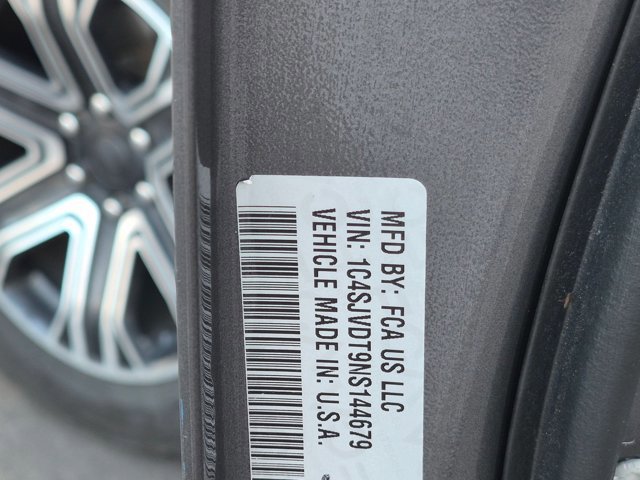 MFD BY: FCA US LLC
VIN: 1C4SJVDT9NS144679
VEHICLE MADE IN: U.S.A.